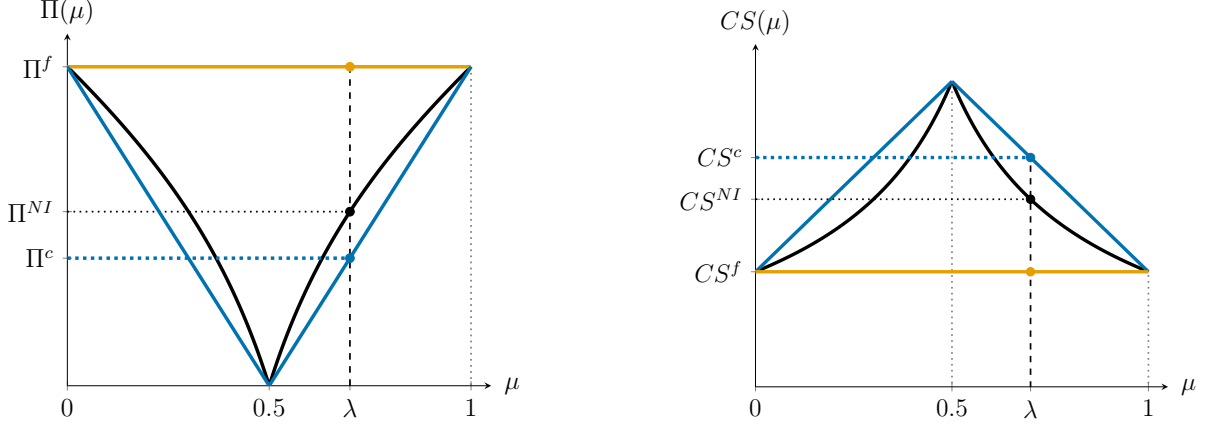 Π(μ)
Π^f
Π^{NI}
Π^c
0
0.5
λ
1
μ
CS(μ)
CS^c
CS^{NI}
CS^f
0
0.5
λ
1
μ